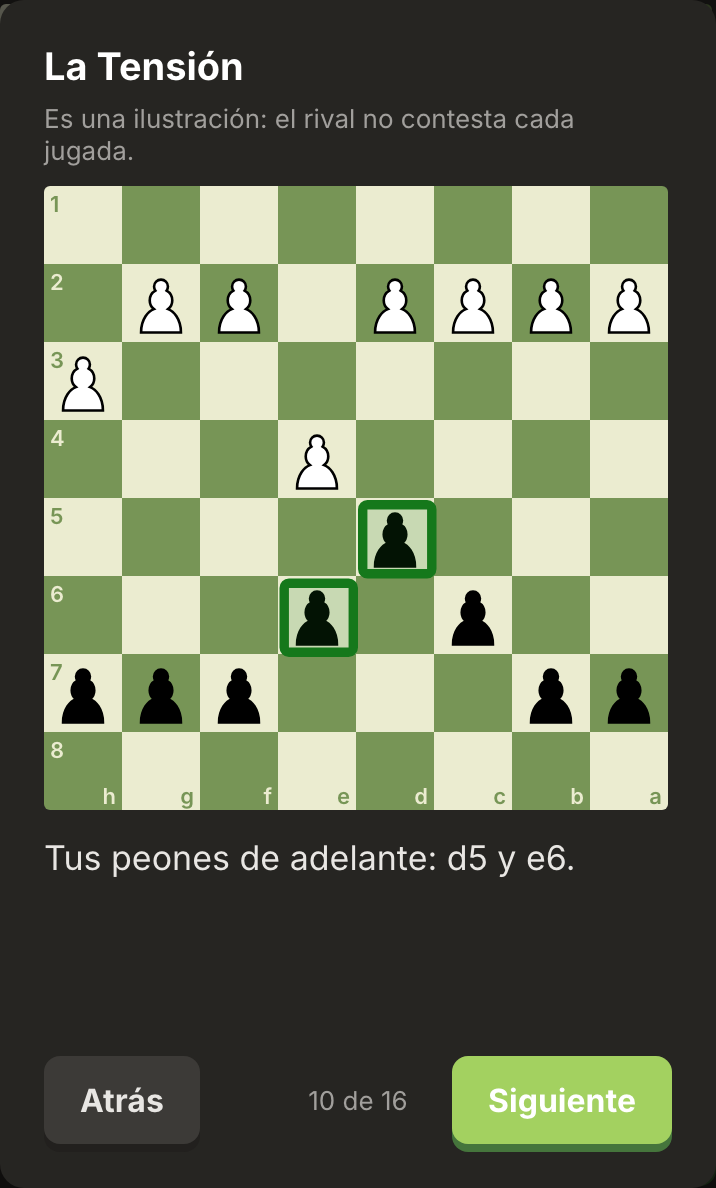 La Tensión
Es una ilustración: el rival no contesta cada
jugada.
1
2
3
4
5
6
7
8
h g f e d c b a
Tus peones de adelante: d5 y e6.
Atrás 10 de 16 Siguiente